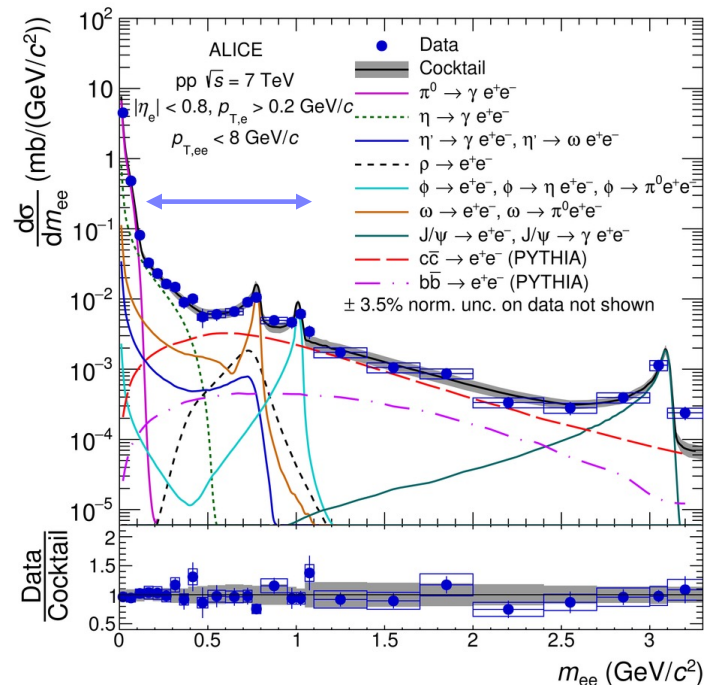 ALICE
pp √s = 7 TeV
|ηₑ| < 0.8, p_T,e > 0.2 GeV/c
p_T,ee < 8 GeV/c
Data
Cocktail
π⁰ → γ e⁺e⁻
η → γ e⁺e⁻
η' → γ e⁺e⁻, η' → ω e⁺e⁻
ρ → e⁺e⁻
ϕ → e⁺e⁻, ϕ → η e⁺e⁻, ϕ → π⁰e⁺e⁻
ω → e⁺e⁻, ω → π⁰e⁺e⁻
J/ψ → e⁺e⁻, J/ψ → γ e⁺e⁻
cc̅ → e⁺e⁻ (PYTHIA)
bb̅ → e⁺e⁻ (PYTHIA)
± 3.5% norm. unc. on data not shown
dσ/dm_ee (mb/(GeV/c²))
10²
10
1
10⁻¹
10⁻²
10⁻³
10⁻⁴
10⁻⁵
Data/Cocktail
2
1.5
1
0.5
0 0.5 1 1.5 2 2.5 3
m_ee (GeV/c²)